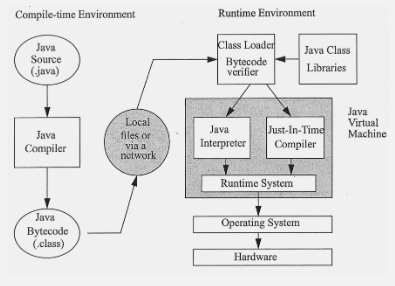 Compile-time Environment
Runtime Environment
Java
Source
(.java)
Java
Compiler
Java
Bytecode
(.class)
Local
files or
via a
network
Class Loader
Bytecode
verifier
Java Class
Libraries
Java
Interpreter
Just-In-Time
Compiler
Runtime System
Java
Virtual
Machine
Operating System
Hardware